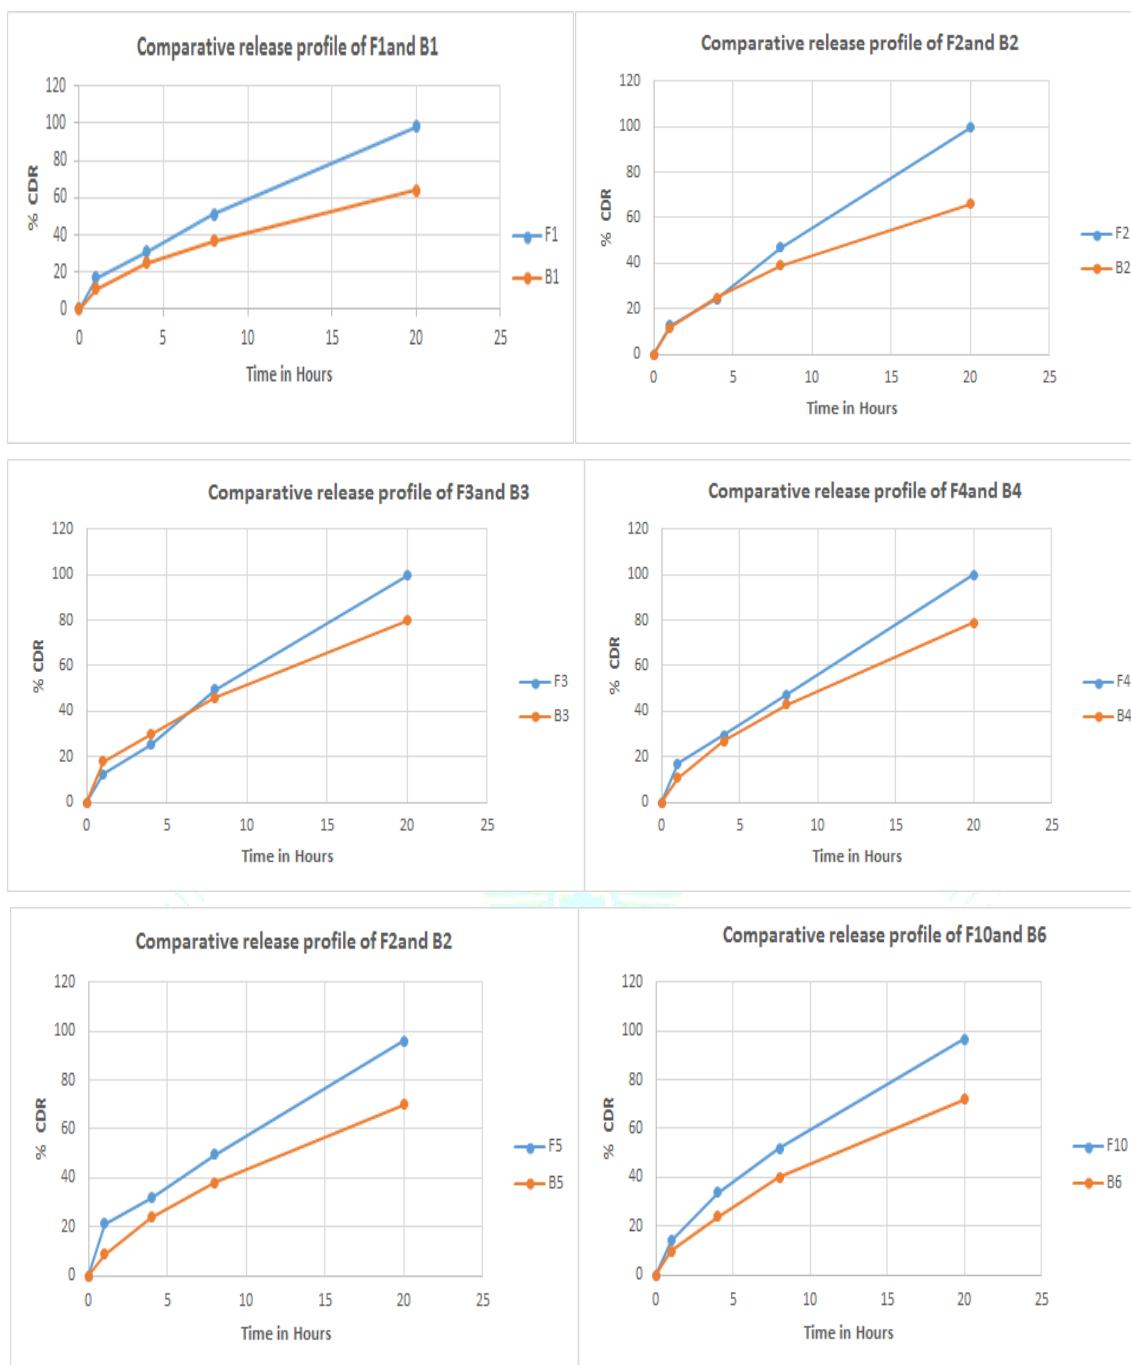 Comparative release profile of F1and B1
120
100
80
60
40
20
0
% CDR
0 5 10 15 20 25
Time in Hours
F1
B1
Comparative release profile of F2and B2
120
100
80
60
40
20
0
% CDR
0 5 10 15 20 25
Time in Hours
F2
B2
Comparative release profile of F3and B3
120
100
80
60
40
20
0
% CDR
0 5 10 15 20 25
Time in Hours
F3
B3
Comparative release profile of F4and B4
120
100
80
60
40
20
0
% CDR
0 5 10 15 20 25
Time in Hours
F4
B4
Comparative release profile of F2and B2
120
100
80
60
40
20
0
% CDR
0 5 10 15 20 25
Time in Hours
F5
B5
Comparative release profile of F10and B6
120
100
80
60
40
20
0
% CDR
0 5 10 15 20 25
Time in Hours
F10
B6